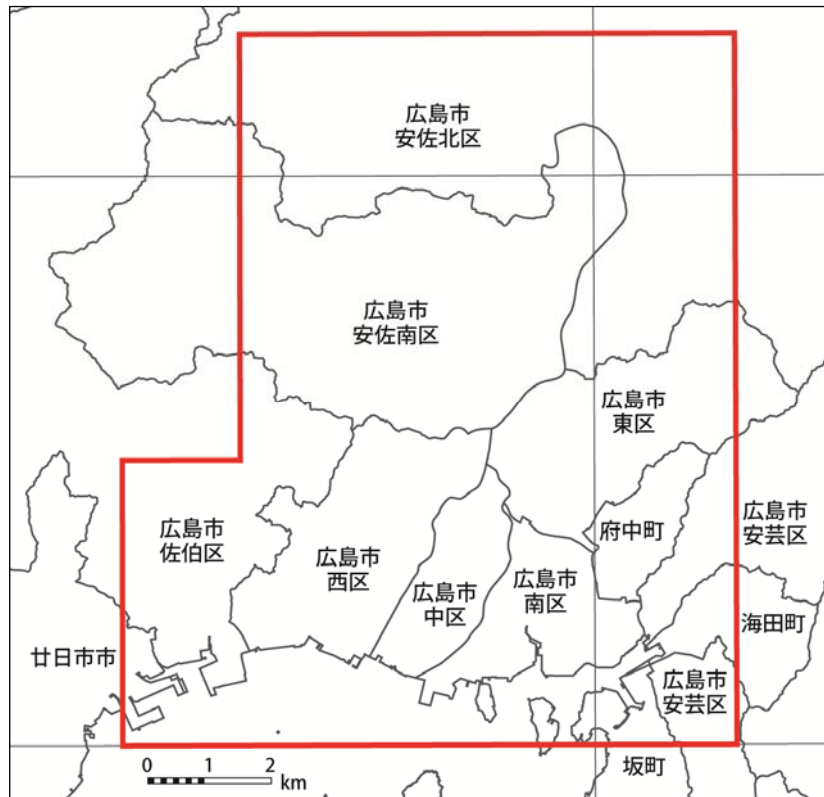 広島市
安佐北区
広島市
安佐南区
広島市
東区
広島市
佐伯区
広島市
西区
広島市
中区
広島市
南区
府中町
広島市
安芸区
海田町
廿日市市
広島市
安芸区
坂町
0 1 2
km